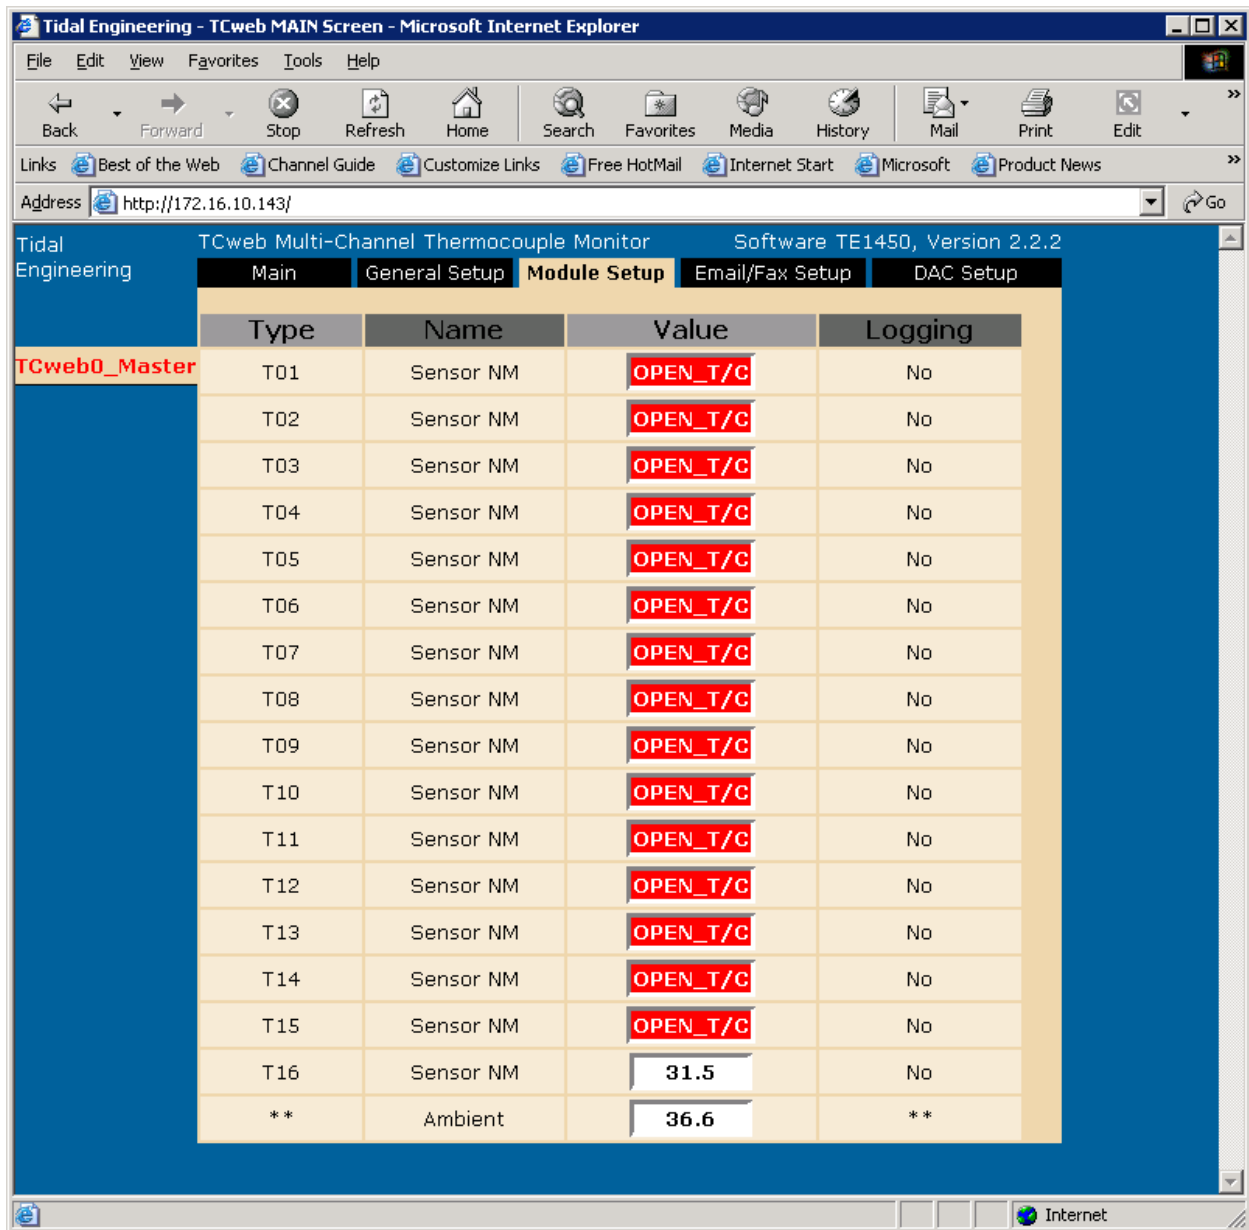 Tidal Engineering - TCweb MAIN Screen - Microsoft Internet Explorer
File Edit View Favorites Tools Help
Back Forward Stop Refresh Home Search Favorites Media History Mail Print Edit »
Links Best of the Web Channel Guide Customize Links Free HotMail Internet Start Microsoft Product News »
Address http://172.16.10.143/ Go
Tidal Engineering
TCweb Multi-Channel Thermocouple Monitor Software TE1450, Version 2.2.2
Main General Setup Module Setup Email/Fax Setup DAC Setup
TCweb0_Master
Type Name Value Logging
T01 Sensor NM OPEN_T/C No
T02 Sensor NM OPEN_T/C No
T03 Sensor NM OPEN_T/C No
T04 Sensor NM OPEN_T/C No
T05 Sensor NM OPEN_T/C No
T06 Sensor NM OPEN_T/C No
T07 Sensor NM OPEN_T/C No
T08 Sensor NM OPEN_T/C No
T09 Sensor NM OPEN_T/C No
T10 Sensor NM OPEN_T/C No
T11 Sensor NM OPEN_T/C No
T12 Sensor NM OPEN_T/C No
T13 Sensor NM OPEN_T/C No
T14 Sensor NM OPEN_T/C No
T15 Sensor NM OPEN_T/C No
T16 Sensor NM 31.5 No
** Ambient 36.6 **
Internet